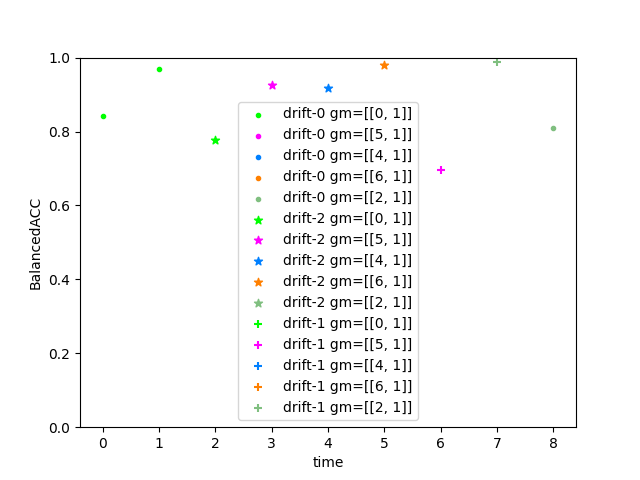 1.0
0.8
0.6
0.4
0.2
0.0
BalancedACC
drift-0 gm=[[0, 1]]
drift-0 gm=[[5, 1]]
drift-0 gm=[[4, 1]]
drift-0 gm=[[6, 1]]
drift-0 gm=[[2, 1]]
drift-2 gm=[[0, 1]]
drift-2 gm=[[5, 1]]
drift-2 gm=[[4, 1]]
drift-2 gm=[[6, 1]]
drift-2 gm=[[2, 1]]
drift-1 gm=[[0, 1]]
drift-1 gm=[[5, 1]]
drift-1 gm=[[4, 1]]
drift-1 gm=[[6, 1]]
drift-1 gm=[[2, 1]]
0 1 2 3 4 5 6 7 8
time